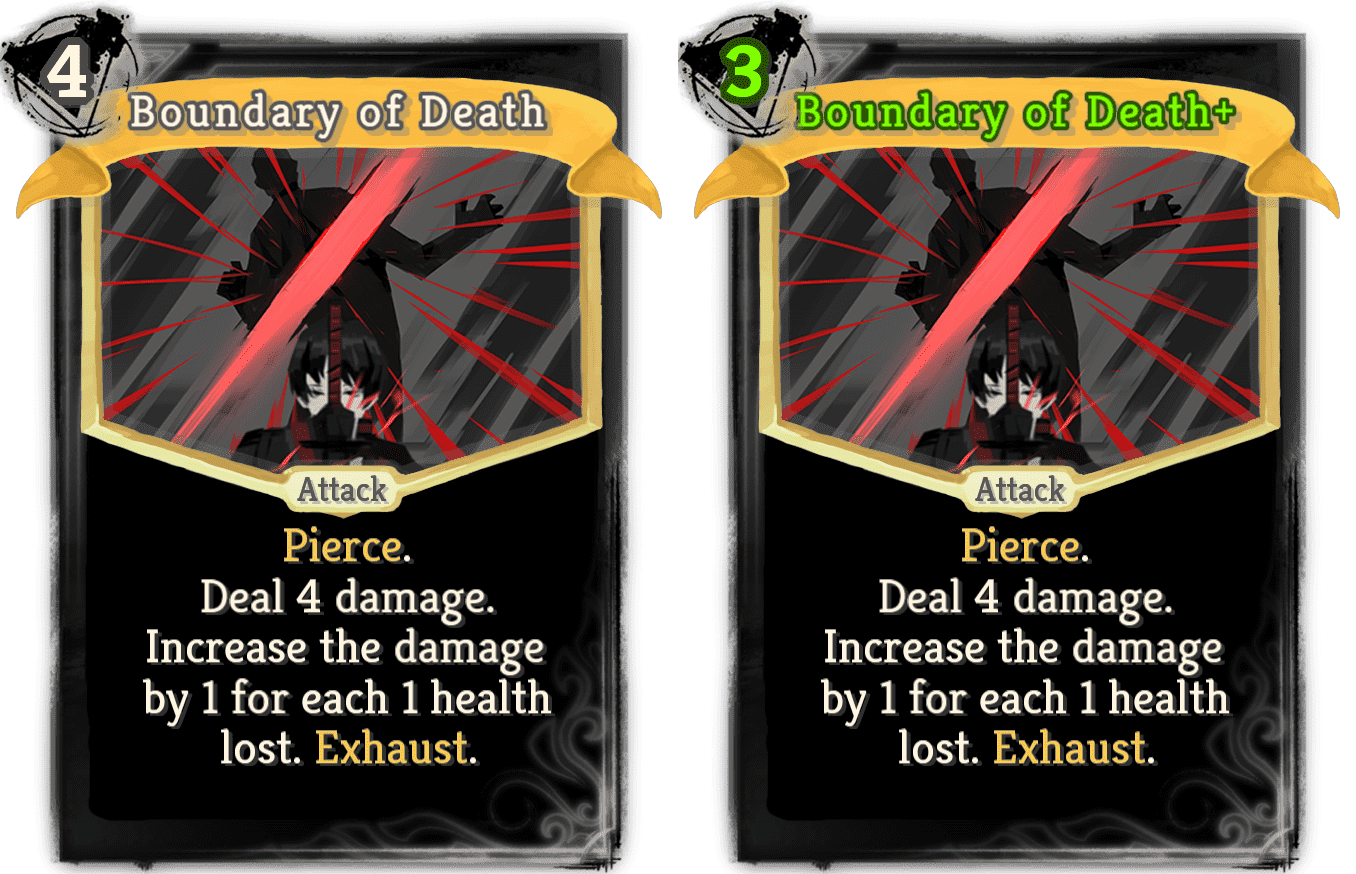 4
Boundary of Death
Attack
Pierce.
Deal 4 damage.
Increase the damage
by 1 for each 1 health
lost. Exhaust.
3
Boundary of Death+
Attack
Pierce.
Deal 4 damage.
Increase the damage
by 1 for each 1 health
lost. Exhaust.